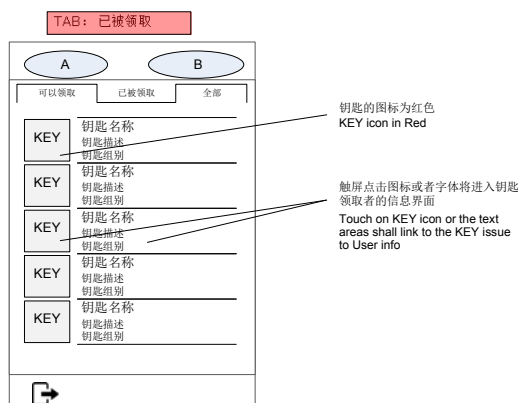 TAB: 已被领取
A
B
可以领取
已被领取
全部
KEY
钥匙名称
钥匙描述
钥匙组别
KEY
钥匙名称
钥匙描述
钥匙组别
KEY
钥匙名称
钥匙描述
钥匙组别
KEY
钥匙名称
钥匙描述
钥匙组别
KEY
钥匙名称
钥匙描述
钥匙组别
钥匙的图标为红色
KEY icon in Red
触屏点击图标或者字体将进入钥匙
领取者的信息界面
Touch on KEY icon or the text
areas shall link to the KEY issue
to User info